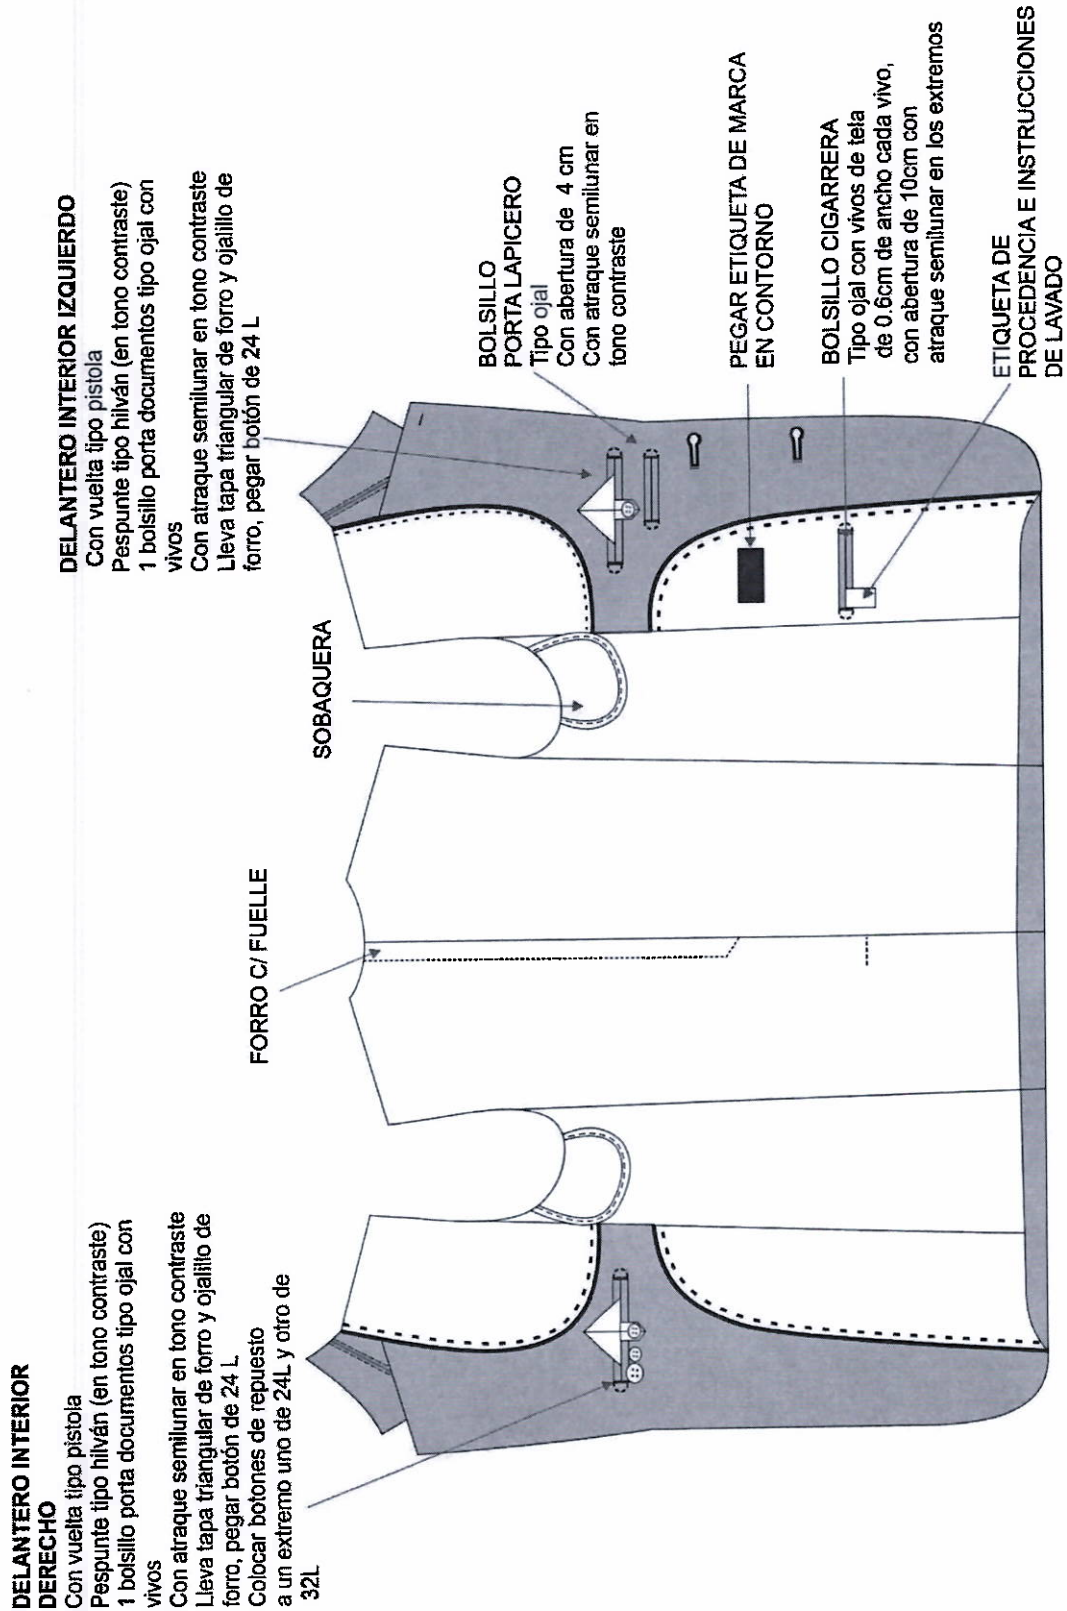 DELANTERO INTERIOR
DERECHO
Con vuelta tipo pistola
Pespunte tipo hilván (en tono contraste)
1 bolsillo porta documentos tipo ojal con
vivos
Con atraque semilunar en tono contraste
Lleva tapa triangular de forro y ojalillo de
forro, pegar botón de 24 L
Colocar botones de repuesto
a un extremo uno de 24L y otro de
32L
FORRO C/ FUELLE
SOBAQUERA
DELANTERO INTERIOR IZQUIERDO
Con vuelta tipo pistola
Pespunte tipo hilván (en tono contraste)
1 bolsillo porta documentos tipo ojal con
vivos
Con atraque semilunar en tono contraste
Lleva tapa triangular de forro y ojalillo de
forro, pegar botón de 24 L
BOLSILLO
PORTA LAPICERO
Tipo ojal
Con abertura de 4 cm
Con atraque semilunar en
tono contraste
PEGAR ETIQUETA DE MARCA
EN CONTORNO
BOLSILLO CIGARRERA
Tipo ojal con vivos de tela
de 0.6cm de ancho cada vivo,
con abertura de 10cm con
atraque semilunar en los extremos
ETIQUETA DE
PROCEDENCIA E INSTRUCCIONES
DE LAVADO